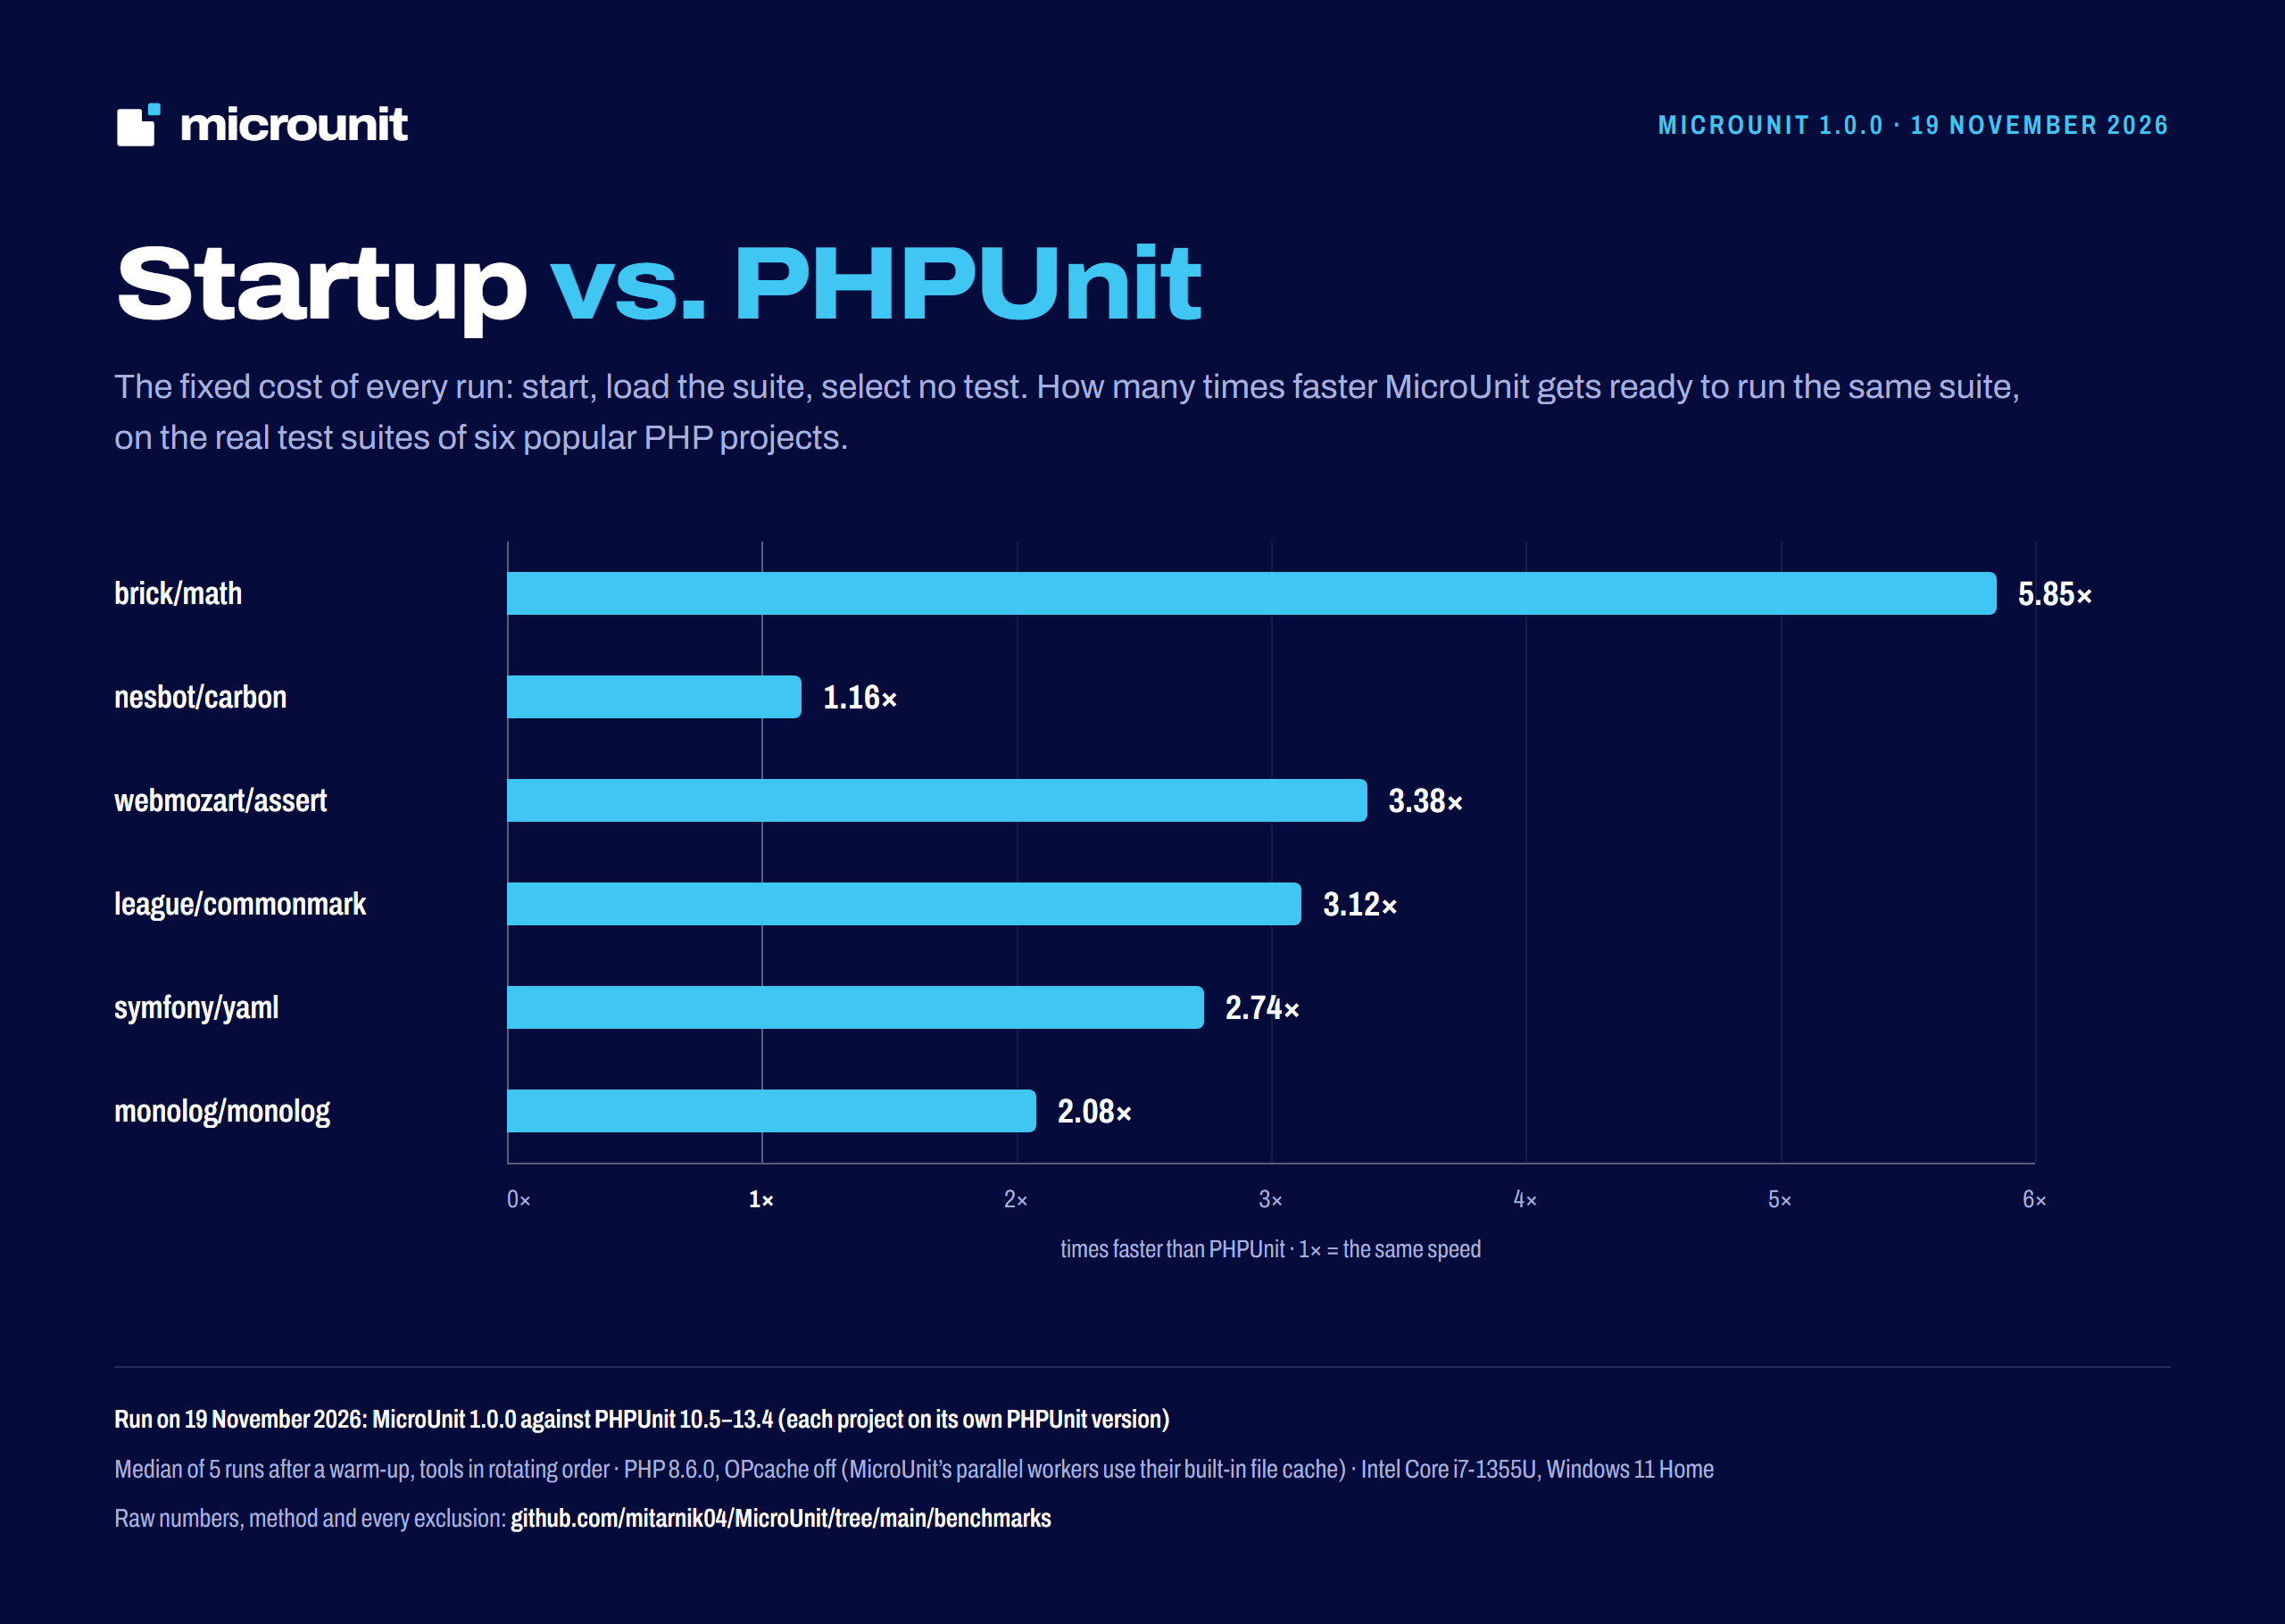 microunit
MICROUNIT 1.0.0 · 19 NOVEMBER 2026
Startup vs. PHPUnit
The fixed cost of every run: start, load the suite, select no test. How many times faster MicroUnit gets ready to run the same suite,
on the real test suites of six popular PHP projects.
brick/math 5.85×
nesbot/carbon 1.16×
webmozart/assert 3.38×
league/commonmark 3.12×
symfony/yaml 2.74×
monolog/monolog 2.08×
0× 1× 2× 3× 4× 5× 6×
times faster than PHPUnit · 1× = the same speed
Run on 19 November 2026: MicroUnit 1.0.0 against PHPUnit 10.5–13.4 (each project on its own PHPUnit version)
Median of 5 runs after a warm-up, tools in rotating order · PHP 8.6.0, OPcache off (MicroUnit’s parallel workers use their built-in file cache) · Intel Core i7-1355U, Windows 11 Home
Raw numbers, method and every exclusion: github.com/mitarnik04/MicroUnit/tree/main/benchmarks